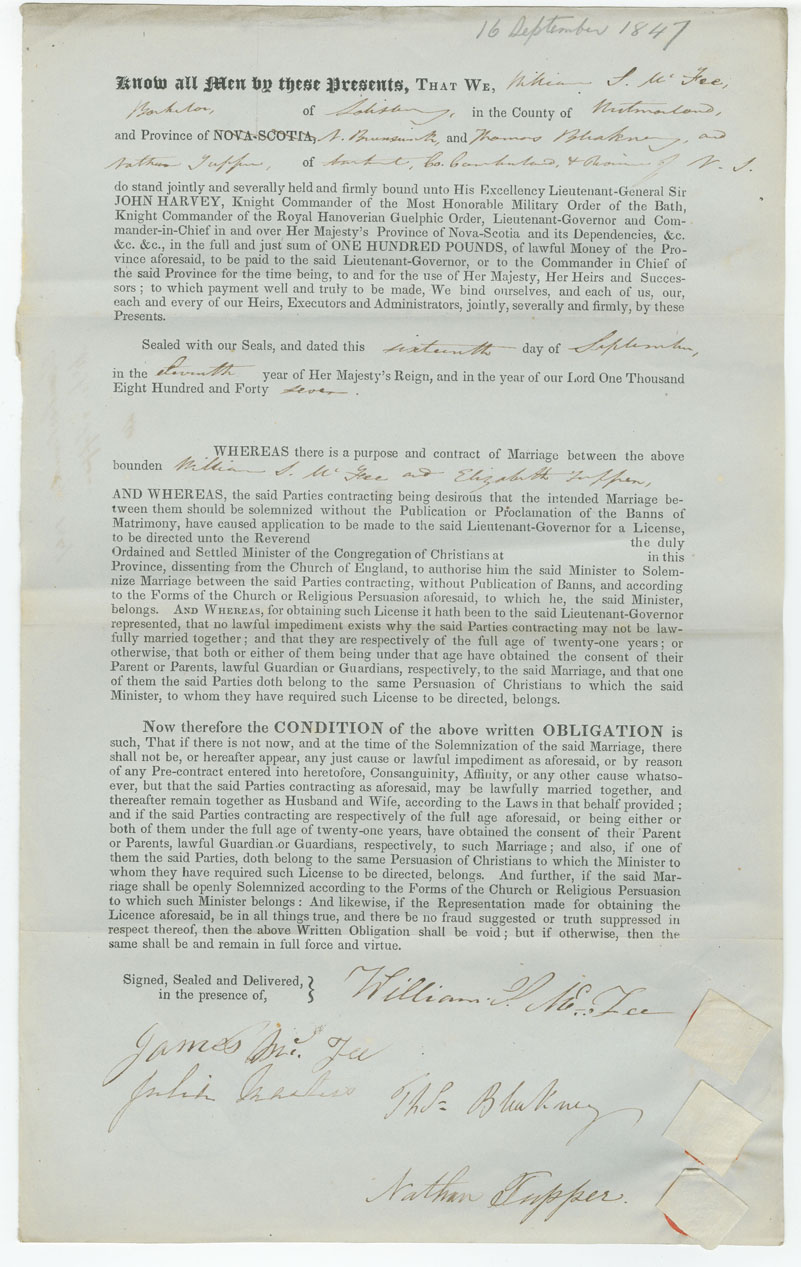 16 September 1847
Know all Men by these Presents, THAT WE, William S. Mc Fee,
Bachelor, of Salisbury, in the County of Westmorland,
and Province of NOVA-SCOTIA, N. Brunswick, and Thomas Bleakney, and
Nathan Tupper, of Amherst, Co. Cumberland, & Province of N. S.
do stand jointly and severally held and firmly bound unto His Excellency Lieutenant-General Sir
JOHN HARVEY, Knight Commander of the Most Honorable Military Order of the Bath,
Knight Commander of the Royal Hanoverian Guelphic Order, Lieutenant-Governor and Com-
mander-in-Chief in and over Her Majesty's Province of Nova-Scotia and its Dependencies, &c.
&c. &c., in the full and just sum of ONE HUNDRED POUNDS, of lawful Money of the Pro-
vince aforesaid, to be paid to the said Lieutenant-Governor, or to the Commander in Chief of
the said Province for the time being, to and for the use of Her Majesty, Her Heirs and Succes-
sors ; to which payment well and truly to be made, We bind ourselves, and each of us, our,
each and every of our Heirs, Executors and Administrators, jointly, severally and firmly, by these
Presents.
Sealed with our Seals, and dated this sixteenth day of September,
in the Eleventh year of Her Majesty's Reign, and in the year of our Lord One Thousand
Eight Hundred and Forty seven.
WHEREAS there is a purpose and contract of Marriage between the above
bounden William S. Mc Fee and Elizabeth Tupper,
AND WHEREAS, the said Parties contracting being desirous that the intended Marriage be-
tween them should be solemnized without the Publication or Proclamation of the Banns of
Matrimony, have caused application to be made to the said Lieutenant-Governor for a License,
to be directed unto the Reverend the duly
Ordained and Settled Minister of the Congregation of Christians at in this
Province, dissenting from the Church of England, to authorise him the said Minister to Solem-
nize Marriage between the said Parties contracting, without Publication of Banns, and according
to the Forms of the Church or Religious Persuasion aforesaid, to which he, the said Minister,
belongs. AND WHEREAS, for obtaining such License it hath been to the said Lieutenant-Governor
represented, that no lawful impediment exists why the said Parties contracting may not be law-
fully married together ; and that they are respectively of the full age of twenty-one years ; or
otherwise, that both or either of them being under that age have obtained the consent of their
Parent or Parents, lawful Guardian or Guardians, respectively, to the said Marriage, and that one
of them the said Parties doth belong to the same Persuasion of Christians to which the said
Minister, to whom they have required such License to be directed, belongs.
Now therefore the CONDITION of the above written OBLIGATION is
such, That if there is not now, and at the time of the Solemnization of the said Marriage, there
shall not be, or hereafter appear, any just cause or lawful impediment as aforesaid, or by reason
of any Pre-contract entered into heretofore, Consanguinity, Affinity, or any other cause whatso-
ever, but that the said Parties contracting as aforesaid, may be lawfully married together, and
thereafter remain together as Husband and Wife, according to the Laws in that behalf provided ;
and if the said Parties contracting are respectively of the full age aforesaid, or being either or
both of them under the full age of twenty-one years, have obtained the consent of their Parent
or Parents, lawful Guardian or Guardians, respectively, to such Marriage ; and also, if one of
them the said Parties, doth belong to the same Persuasion of Christians to which the Minister to
whom they have required such License to be directed, belongs. And further, if the said Mar-
riage shall be openly Solemnized according to the Forms of the Church or Religious Persuasion
to which such Minister belongs : And likewise, if the Representation made for obtaining the
Licence aforesaid, be in all things true, and there be no fraud suggested or truth suppressed in
respect thereof, then the above Written Obligation shall be void ; but if otherwise, then the
same shall be and remain in full force and virtue.
Signed, Sealed and Delivered,
in the presence of,
William S. Mc Fee
James Mc. Fee
Thos Bleakney
Nathan Tupper.